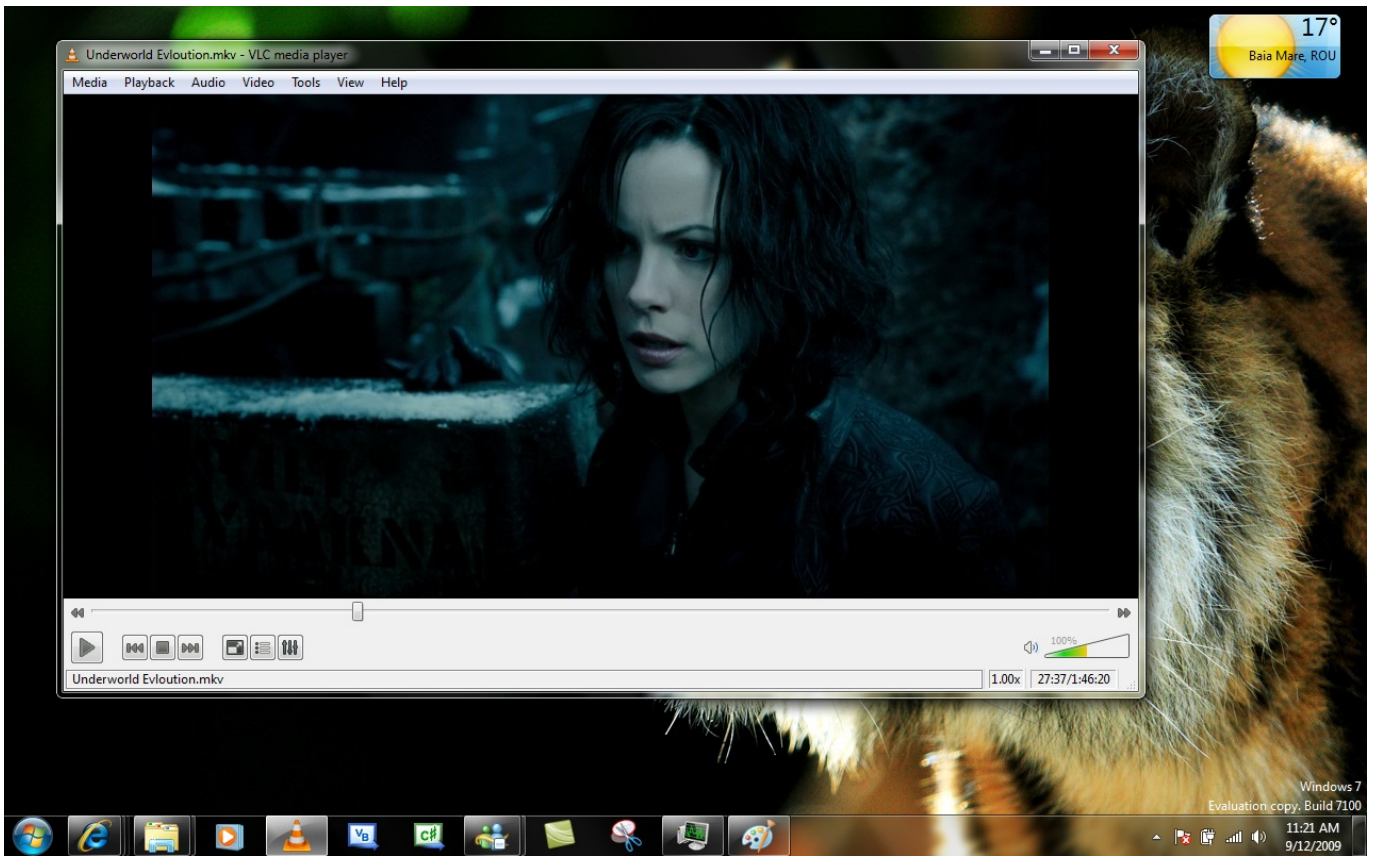 Underworld Evloution.mkv - VLC media player
17°
Baia Mare, ROU
Media Playback Audio Video Tools View Help
100%
Underworld Evloution.mkv
1.00x
27:37/1:46:20
Windows 7
Evaluation copy. Build 7100
VB
C#
11:21 AM
9/12/2009